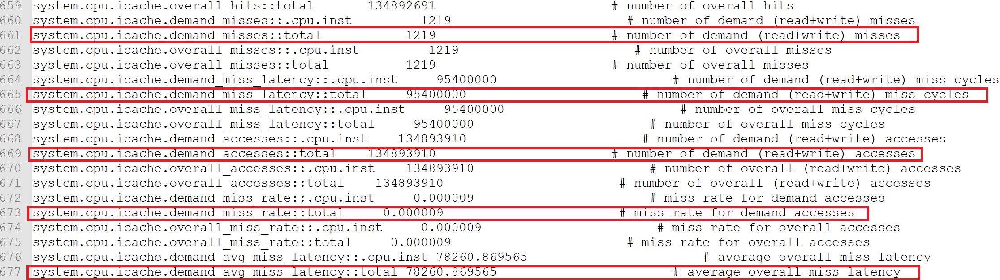 659 system.cpu.icache.overall_hits::total 134892691 # number of overall hits
660 system.cpu.icache.demand_misses::.cpu.inst 1219 # number of demand (read+write) misses
661 system.cpu.icache.demand_misses::total 1219 # number of demand (read+write) misses
662 system.cpu.icache.overall_misses::.cpu.inst 1219 # number of overall misses
663 system.cpu.icache.overall_misses::total 1219 # number of overall misses
664 system.cpu.icache.demand_miss_latency::.cpu.inst 95400000 # number of demand (read+write) miss cycles
665 system.cpu.icache.demand_miss_latency::total 95400000 # number of demand (read+write) miss cycles
666 system.cpu.icache.overall_miss_latency::.cpu.inst 95400000 # number of overall miss cycles
667 system.cpu.icache.overall_miss_latency::total 95400000 # number of overall miss cycles
668 system.cpu.icache.demand_accesses::.cpu.inst 134893910 # number of demand (read+write) accesses
669 system.cpu.icache.demand_accesses::total 134893910 # number of demand (read+write) accesses
670 system.cpu.icache.overall_accesses::.cpu.inst 134893910 # number of overall (read+write) accesses
671 system.cpu.icache.overall_accesses::total 134893910 # number of overall (read+write) accesses
672 system.cpu.icache.demand_miss_rate::.cpu.inst 0.000009 # miss rate for demand accesses
673 system.cpu.icache.demand_miss_rate::total 0.000009 # miss rate for demand accesses
674 system.cpu.icache.overall_miss_rate::.cpu.inst 0.000009 # miss rate for overall accesses
675 system.cpu.icache.overall_miss_rate::total 0.000009 # miss rate for overall accesses
676 system.cpu.icache.demand_avg_miss_latency::.cpu.inst 78260.869565 # average overall miss latency
677 system.cpu.icache.demand_avg_miss_latency::total 78260.869565 # average overall miss latency